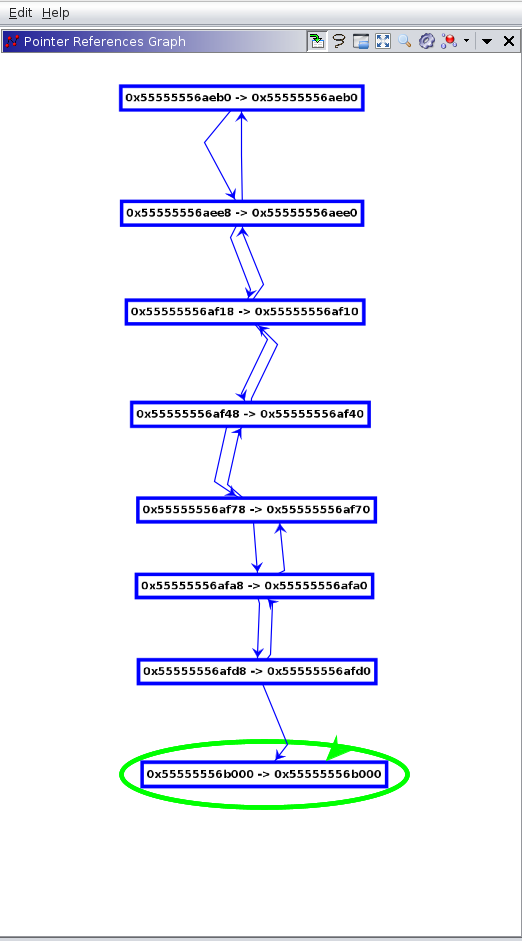 Edit Help
Pointer References Graph
0x55555556aeb0 -> 0x55555556aeb0
0x55555556aee8 -> 0x55555556aee0
0x55555556af18 -> 0x55555556af10
0x55555556af48 -> 0x55555556af40
0x55555556af78 -> 0x55555556af70
0x55555556afa8 -> 0x55555556afa0
0x55555556afd8 -> 0x55555556afd0
0x55555556b000 -> 0x55555556b000